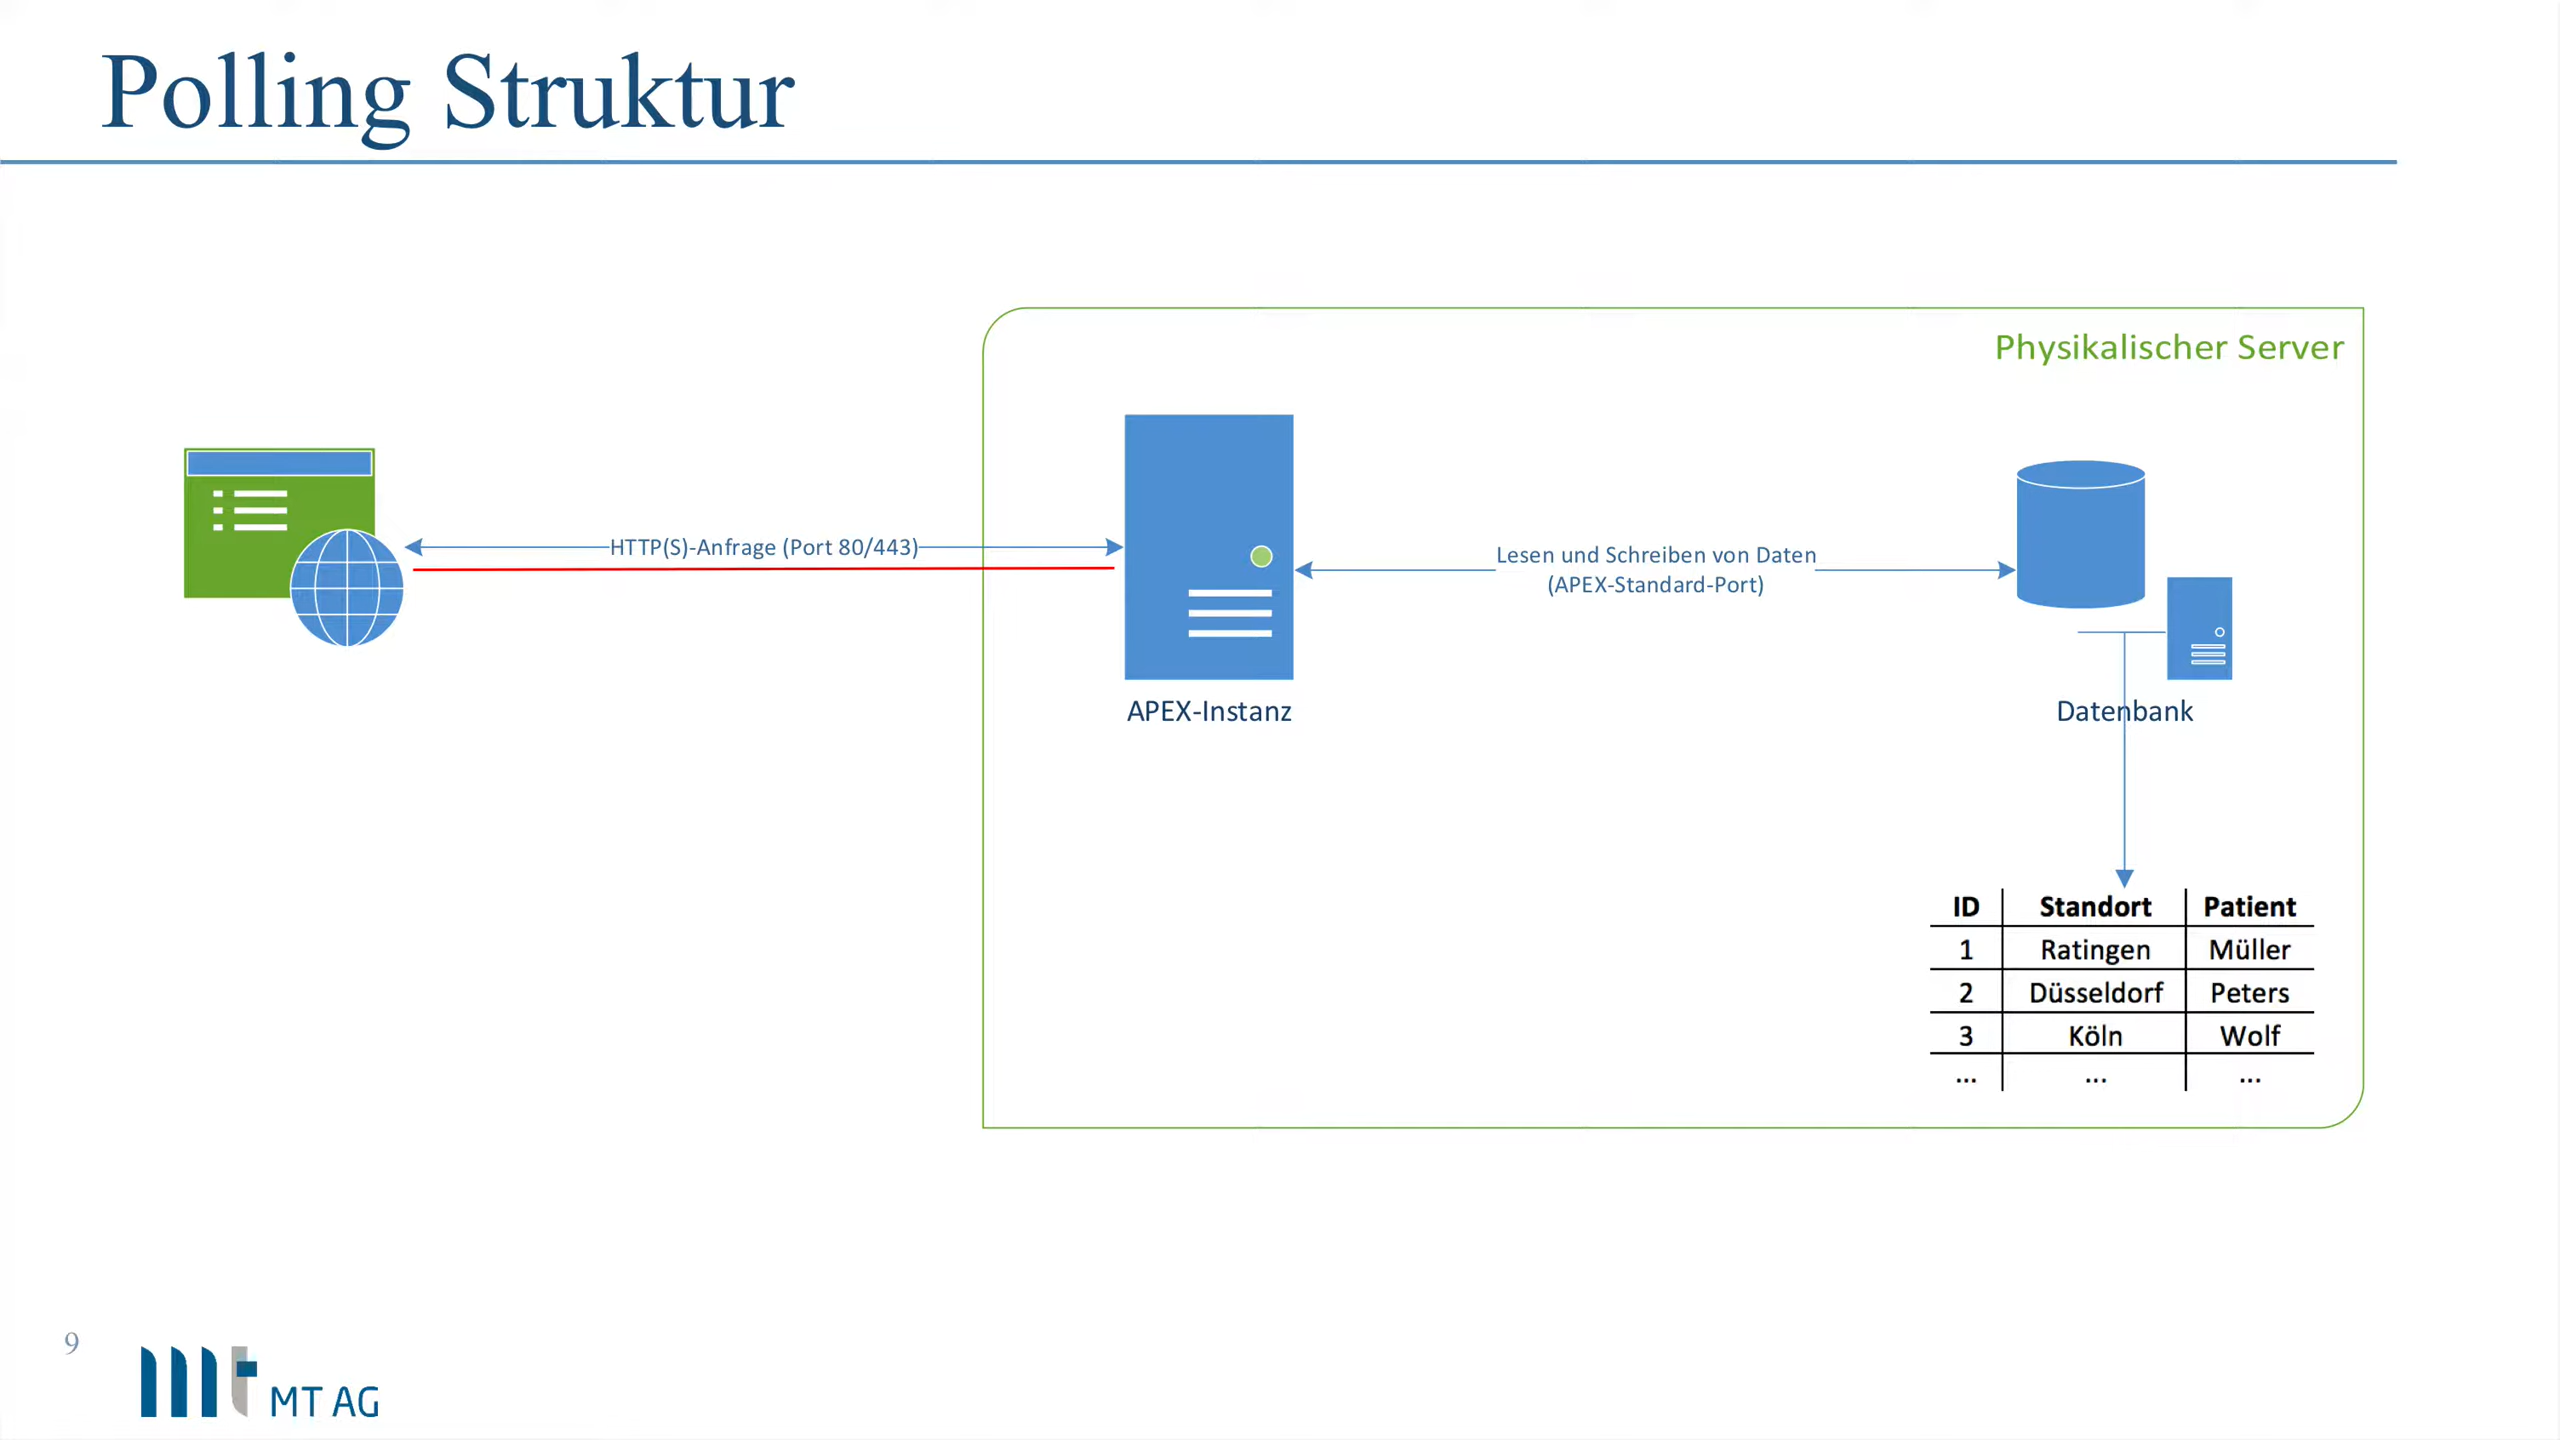 Polling Struktur
Physikalischer Server
HTTP(S)-Anfrage (Port 80/443)
Lesen und Schreiben von Daten
(APEX-Standard-Port)
APEX-Instanz
Datenbank
ID Standort Patient
1 Ratingen Müller
2 Düsseldorf Peters
3 Köln Wolf
... ... ...
9
MT AG